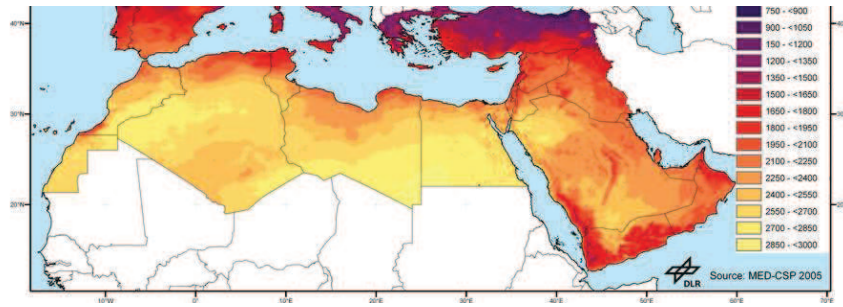 40°N
30°N
20°N
750 - <900
900 - <1050
150 - <1200
1200 - <1350
1350 - <1500
1500 - <1650
1650 - <1800
1800 - <1950
1950 - <2100
2100 - <2250
2250 - <2400
2400 - <2550
2550 - <2700
2700 - <2850
2850 - <3000
DLR
Source: MED-CSP 2005
10°W
0°
10°E
20°E
30°E
40°E
50°E
60°E
70°E